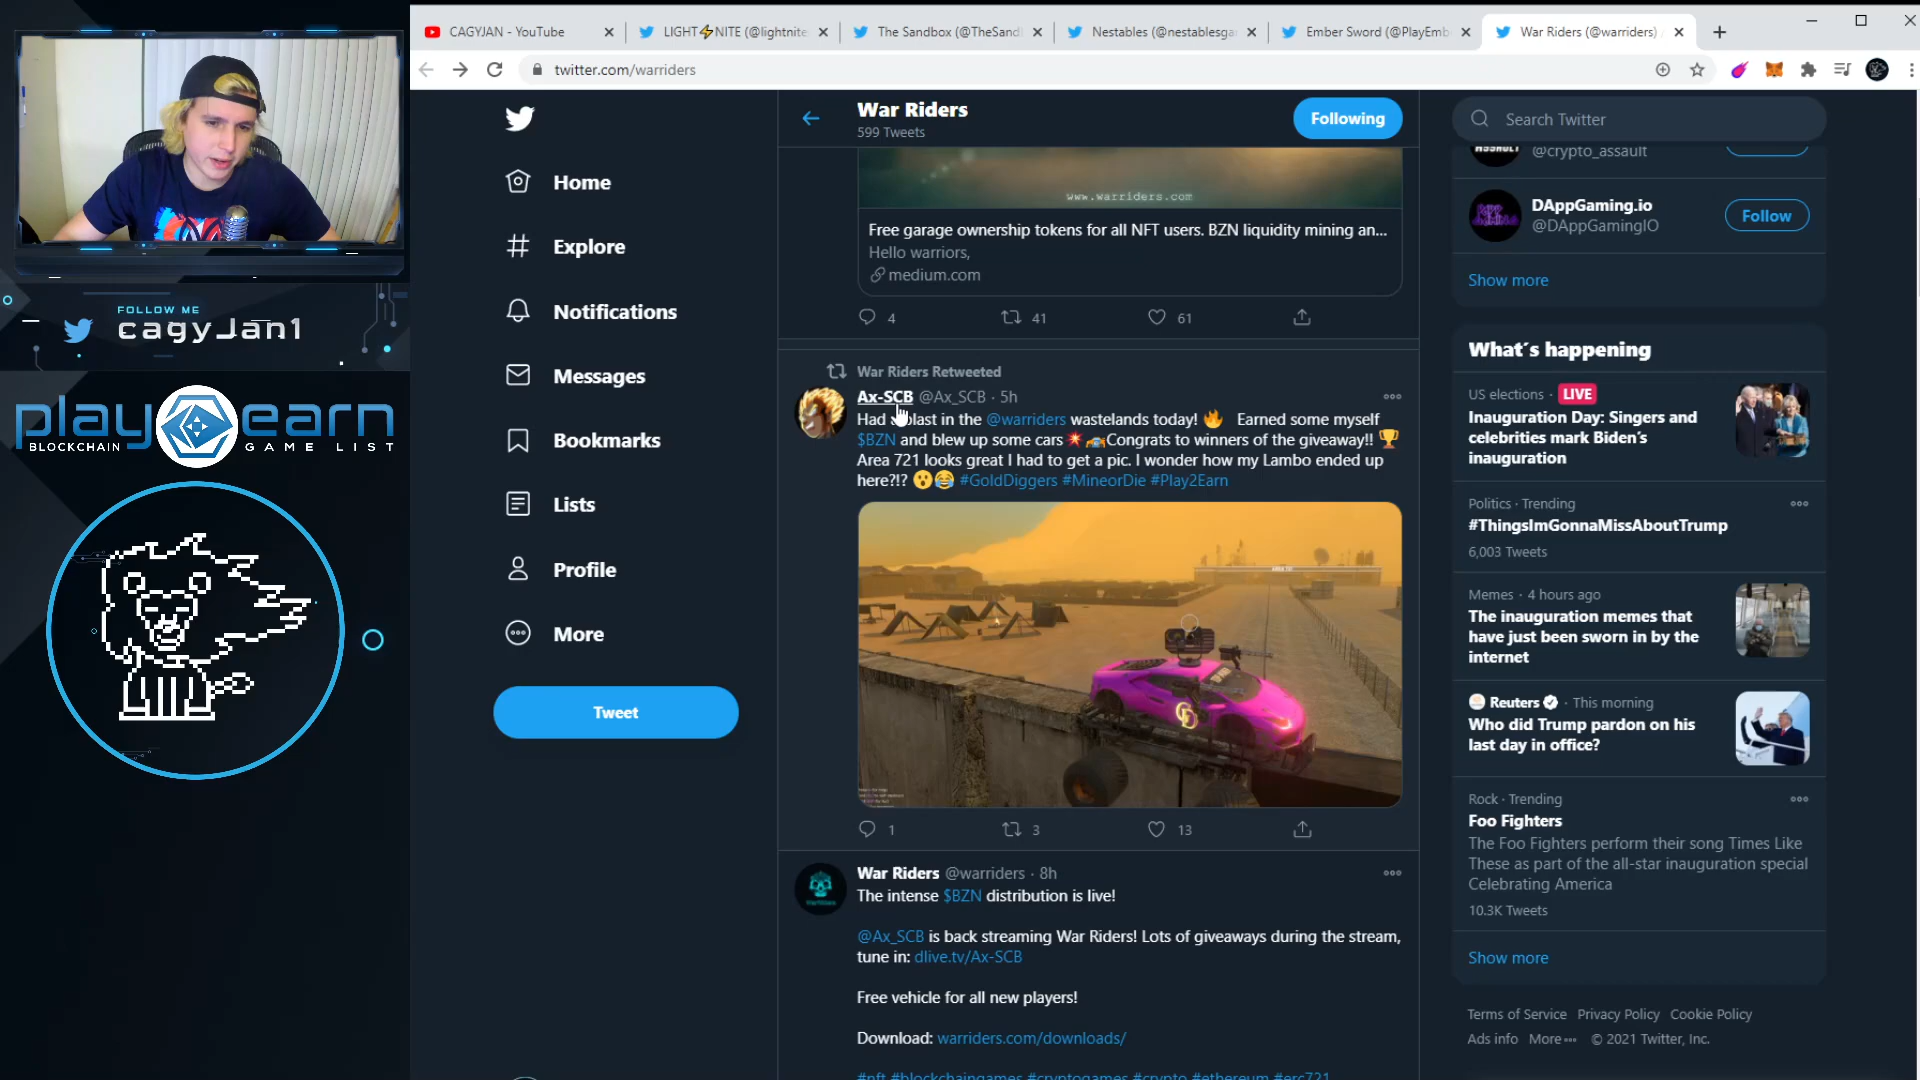 CAGYJAN - YouTube
LIGHT⚡NITE (@lightnite
The Sandbox (@TheSand
Nestables (@nestablesga
Ember Sword (@PlayEmb
War Riders (@warriders)
twitter.com/warriders
FOLLOW ME
cagyJan1
play earn
BLOCKCHAIN GAME LIST
Home
Explore
Notifications
Messages
Bookmarks
Lists
Profile
More
Tweet
War Riders
599 Tweets
Following
www.warriders.com
Free garage ownership tokens for all NFT users. BZN liquidity mining an...
Hello warriors,
medium.com
4 41 61
War Riders Retweeted
Ax-SCB @Ax_SCB · 5h
Had a blast in the @warriders wastelands today! 🔥 Earned some myself
$BZN and blew up some cars💥🚗Congrats to winners of the giveaway!! 🏆
Area 721 looks great I had to get a pic. I wonder how my Lambo ended up
here?!? 😮😂 #GoldDiggers #MineorDie #Play2Earn
1 3 13
War Riders @warriders · 8h
The intense $BZN distribution is live!
@Ax_SCB is back streaming War Riders! Lots of giveaways during the stream,
tune in: dlive.tv/Ax-SCB
Free vehicle for all new players!
Download: warriders.com/downloads/
#nft #blockchaingames #cryptogames #crypto #ethereum #erc721
Search Twitter
@crypto_assault
DAppGaming.io
@DAppGamingIO
Follow
Show more
What's happening
US elections · LIVE
Inauguration Day: Singers and
celebrities mark Biden's
inauguration
Politics · Trending
#ThingsImGonnaMissAboutTrump
6,003 Tweets
Memes · 4 hours ago
The inauguration memes that
have just been sworn in by the
internet
Reuters · This morning
Who did Trump pardon on his
last day in office?
Rock · Trending
Foo Fighters
The Foo Fighters perform their song Times Like
These as part of the all-star inauguration special
Celebrating America
10.3K Tweets
Show more
Terms of Service Privacy Policy Cookie Policy
Ads info More··· © 2021 Twitter, Inc.